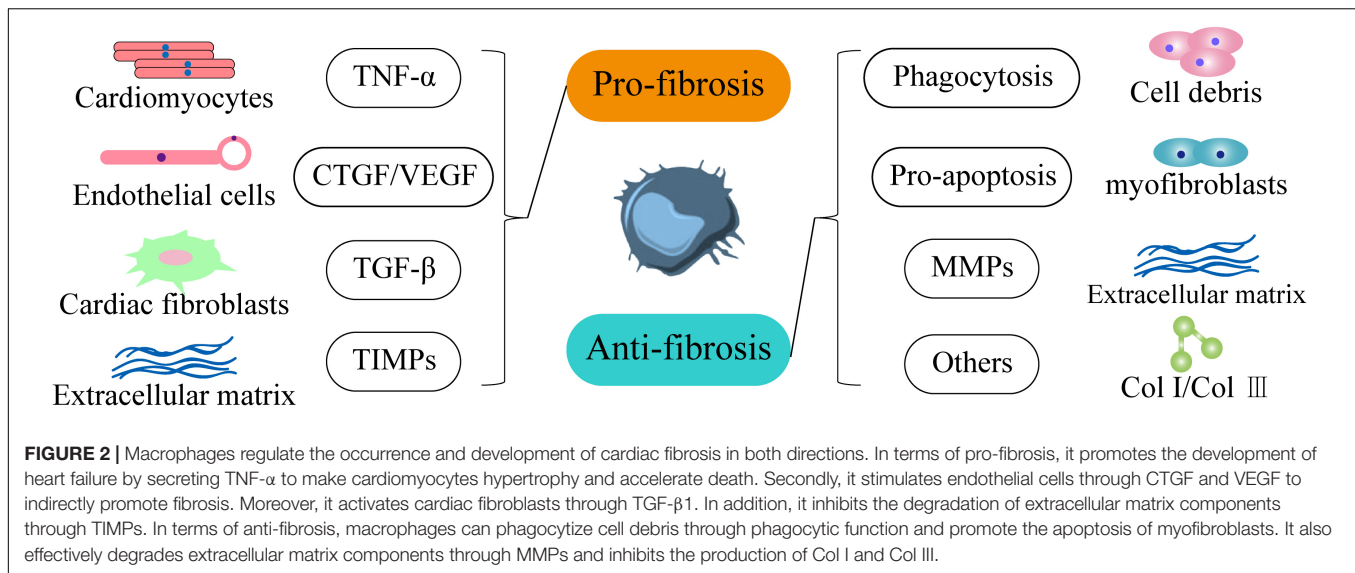 Cardiomyocytes
TNF-α
Endothelial cells
CTGF/VEGF
Cardiac fibroblasts
TGF-β
Extracellular matrix
TIMPs
Pro-fibrosis
Anti-fibrosis
Phagocytosis
Cell debris
Pro-apoptosis
myofibroblasts
MMPs
Extracellular matrix
Others
Col I/Col Ⅲ
FIGURE 2 | Macrophages regulate the occurrence and development of cardiac fibrosis in both directions. In terms of pro-fibrosis, it promotes the development of
heart failure by secreting TNF-α to make cardiomyocytes hypertrophy and accelerate death. Secondly, it stimulates endothelial cells through CTGF and VEGF to
indirectly promote fibrosis. Moreover, it activates cardiac fibroblasts through TGF-β1. In addition, it inhibits the degradation of extracellular matrix components
through TIMPs. In terms of anti-fibrosis, macrophages can phagocytize cell debris through phagocytic function and promote the apoptosis of myofibroblasts. It also
effectively degrades extracellular matrix components through MMPs and inhibits the production of Col I and Col III.